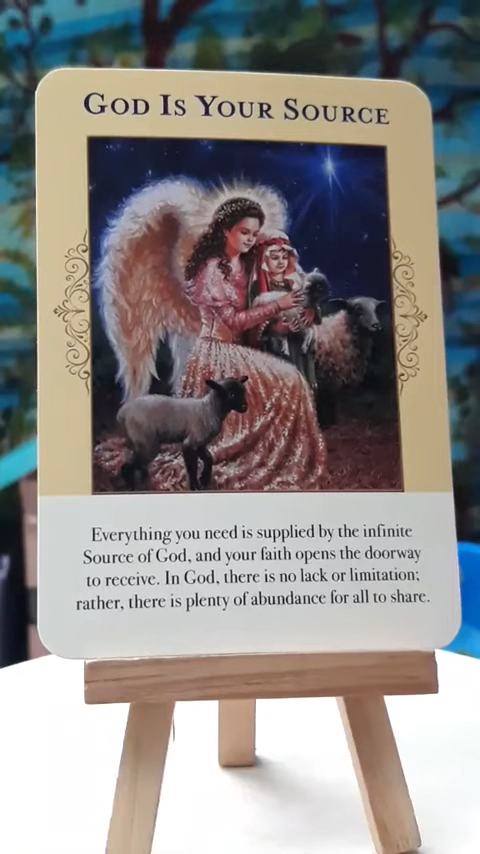 God Is Your Source
Everything you need is supplied by the infinite
Source of God, and your faith opens the doorway
to receive. In God, there is no lack or limitation;
rather, there is plenty of abundance for all to share.